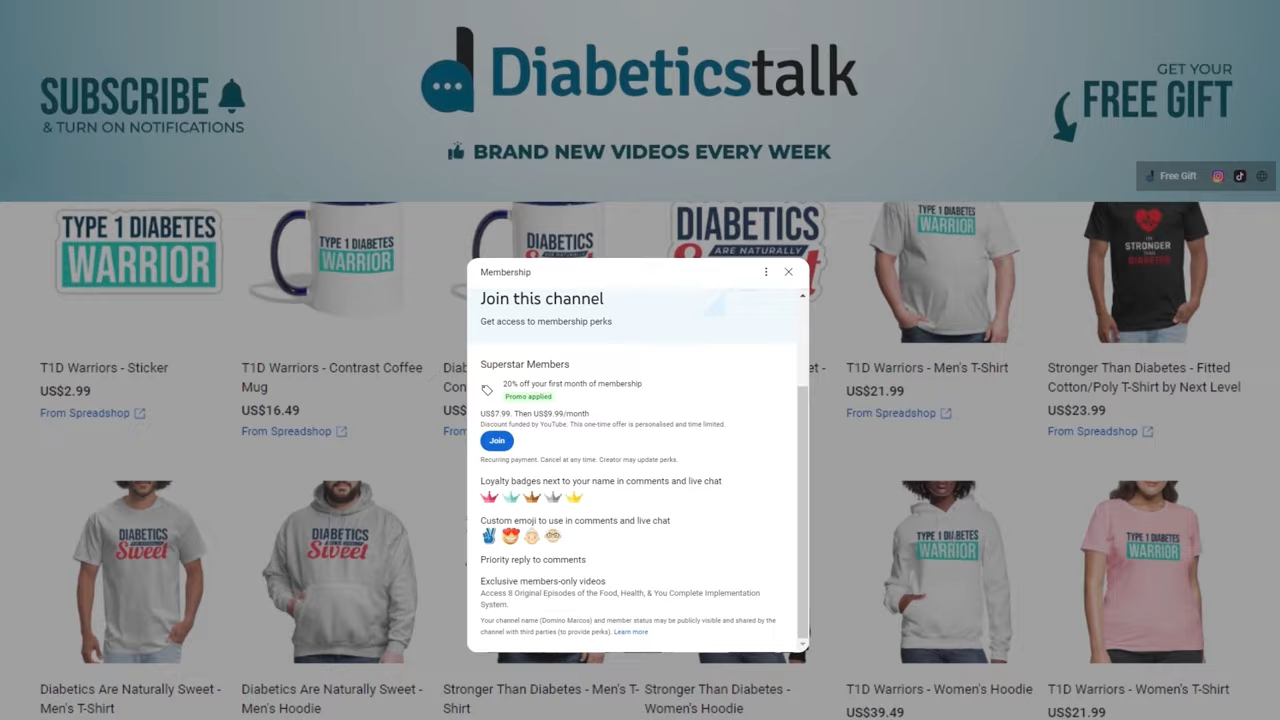 SUBSCRIBE
& TURN ON NOTIFICATIONS
Diabeticstalk
BRAND NEW VIDEOS EVERY WEEK
GET YOUR
FREE GIFT
Free Gift
TYPE 1 DIABETES
WARRIOR
TYPE 1 DIABETES
WARRIOR
DIABETICS
DIABETICS
ARE NATURALLY
TYPE 1 DIABETES
WARRIOR
STRONGER
THAN
DIABETES
T1D Warriors - Sticker
US$2.99
From Spreadshop
T1D Warriors - Contrast Coffee
Mug
US$16.49
From Spreadshop
T1D Warriors - Men's T-Shirt
US$21.99
From Spreadshop
Stronger Than Diabetes - Fitted
Cotton/Poly T-Shirt by Next Level
US$23.99
From Spreadshop
Membership
Join this channel
Get access to membership perks
Superstar Members
20% off your first month of membership
Promo applied
US$7.99. Then US$9.99/month
Discount funded by YouTube. This one-time offer is personalised and time limited.
Join
Recurring payment. Cancel at any time. Creator may update perks.
Loyalty badges next to your name in comments and live chat
Custom emoji to use in comments and live chat
Priority reply to comments
Exclusive members-only videos
Access 8 Original Episodes of the Food, Health, & You Complete Implementation
System.
Your channel name (Domino Marcos) and member status may be publicly visible and shared by the
channel with third parties (to provide perks). Learn more
DIABETICS
Sweet
DIABETICS
Sweet
TYPE 1 DIABETES
WARRIOR
TYPE 1 DIABETES
WARRIOR
Diabetics Are Naturally Sweet -
Men's T-Shirt
Diabetics Are Naturally Sweet -
Men's Hoodie
Stronger Than Diabetes - Men's T-
Shirt
Stronger Than Diabetes -
Women's Hoodie
T1D Warriors - Women's Hoodie
US$39.49
T1D Warriors - Women's T-Shirt
US$21.99